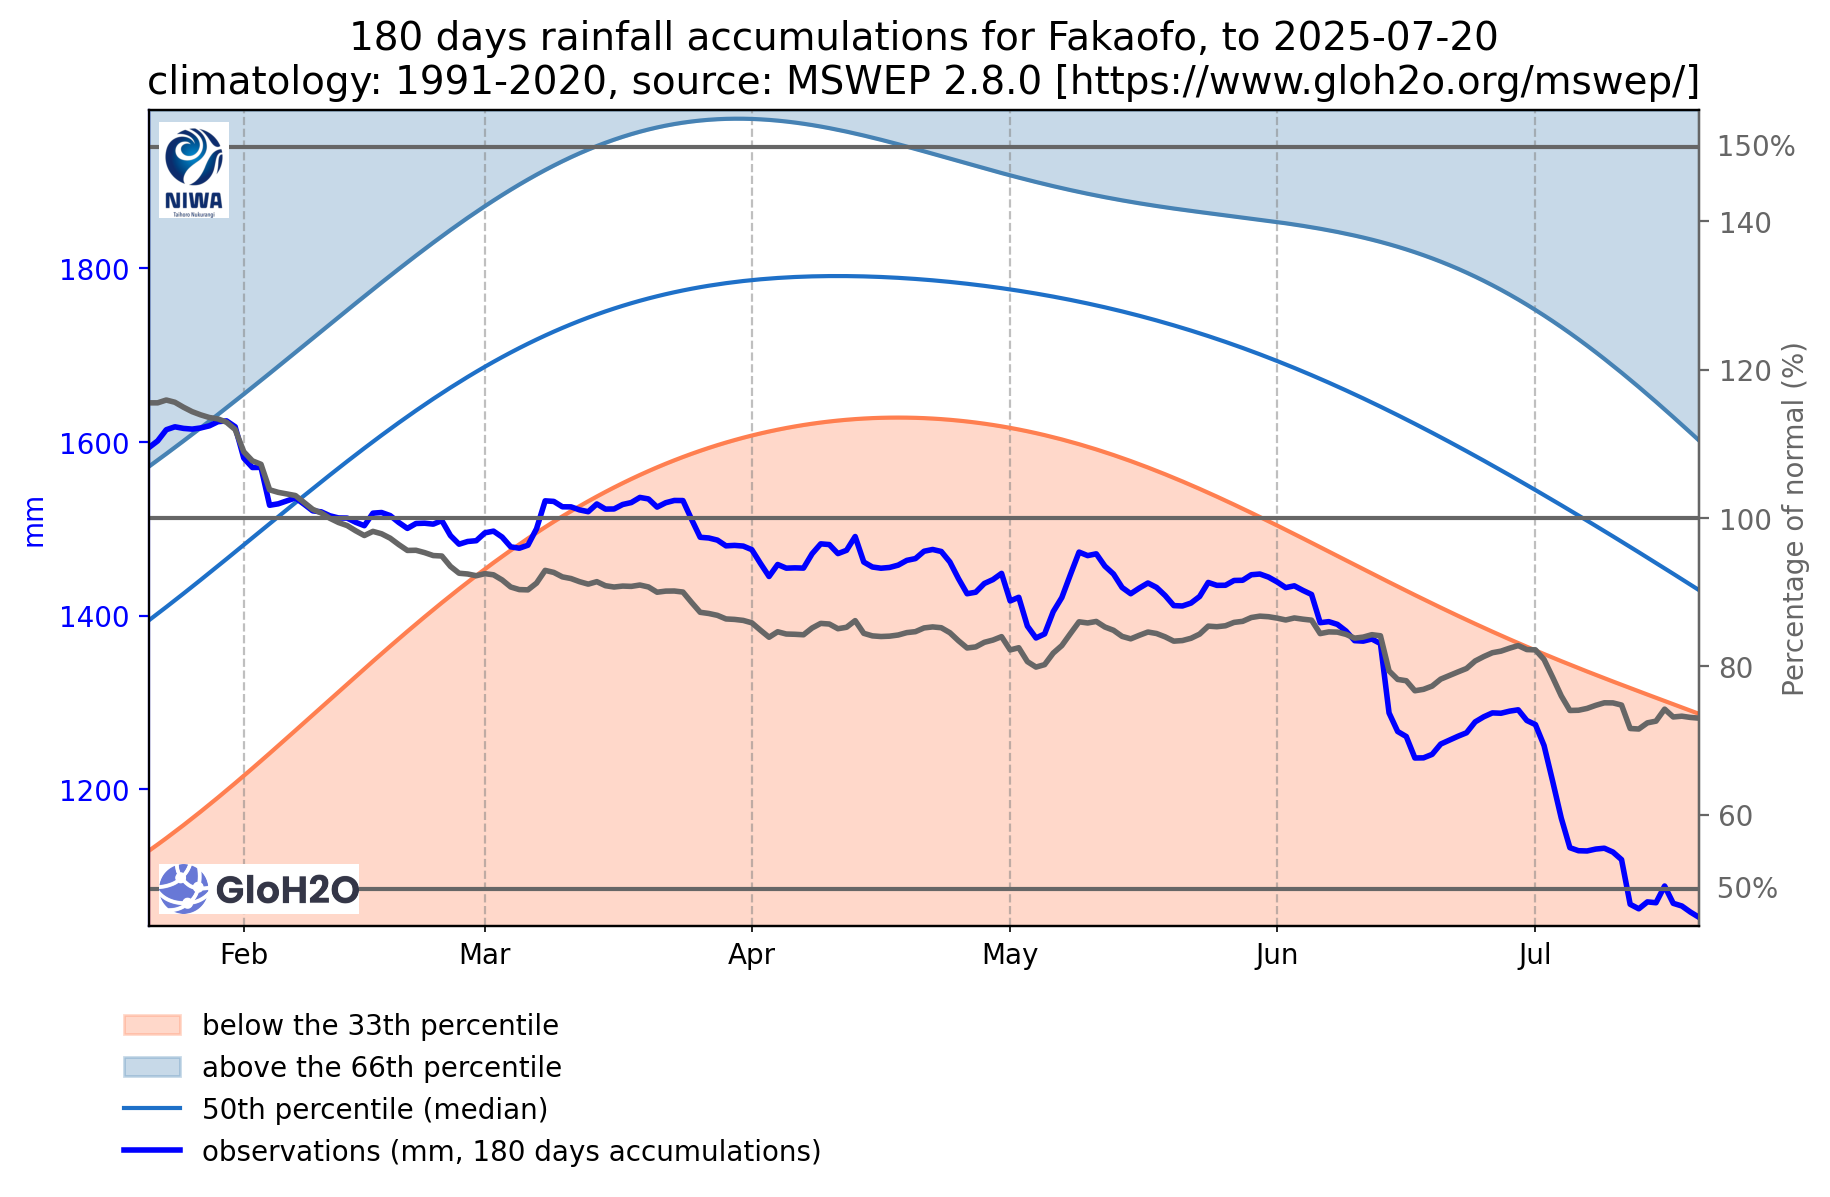 180 days rainfall accumulations for Fakaofo, to 2025-07-20
climatology: 1991-2020, source: MSWEP 2.8.0 [https://www.gloh2o.org/mswep/]
NIWA
Taihoro Nukurangi
150%
140
120
100
80
60
50%
Percentage of normal (%)
1800
1600
1400
1200
mm
GloH2O
Feb Mar Apr May Jun Jul
below the 33th percentile
above the 66th percentile
50th percentile (median)
observations (mm, 180 days accumulations)